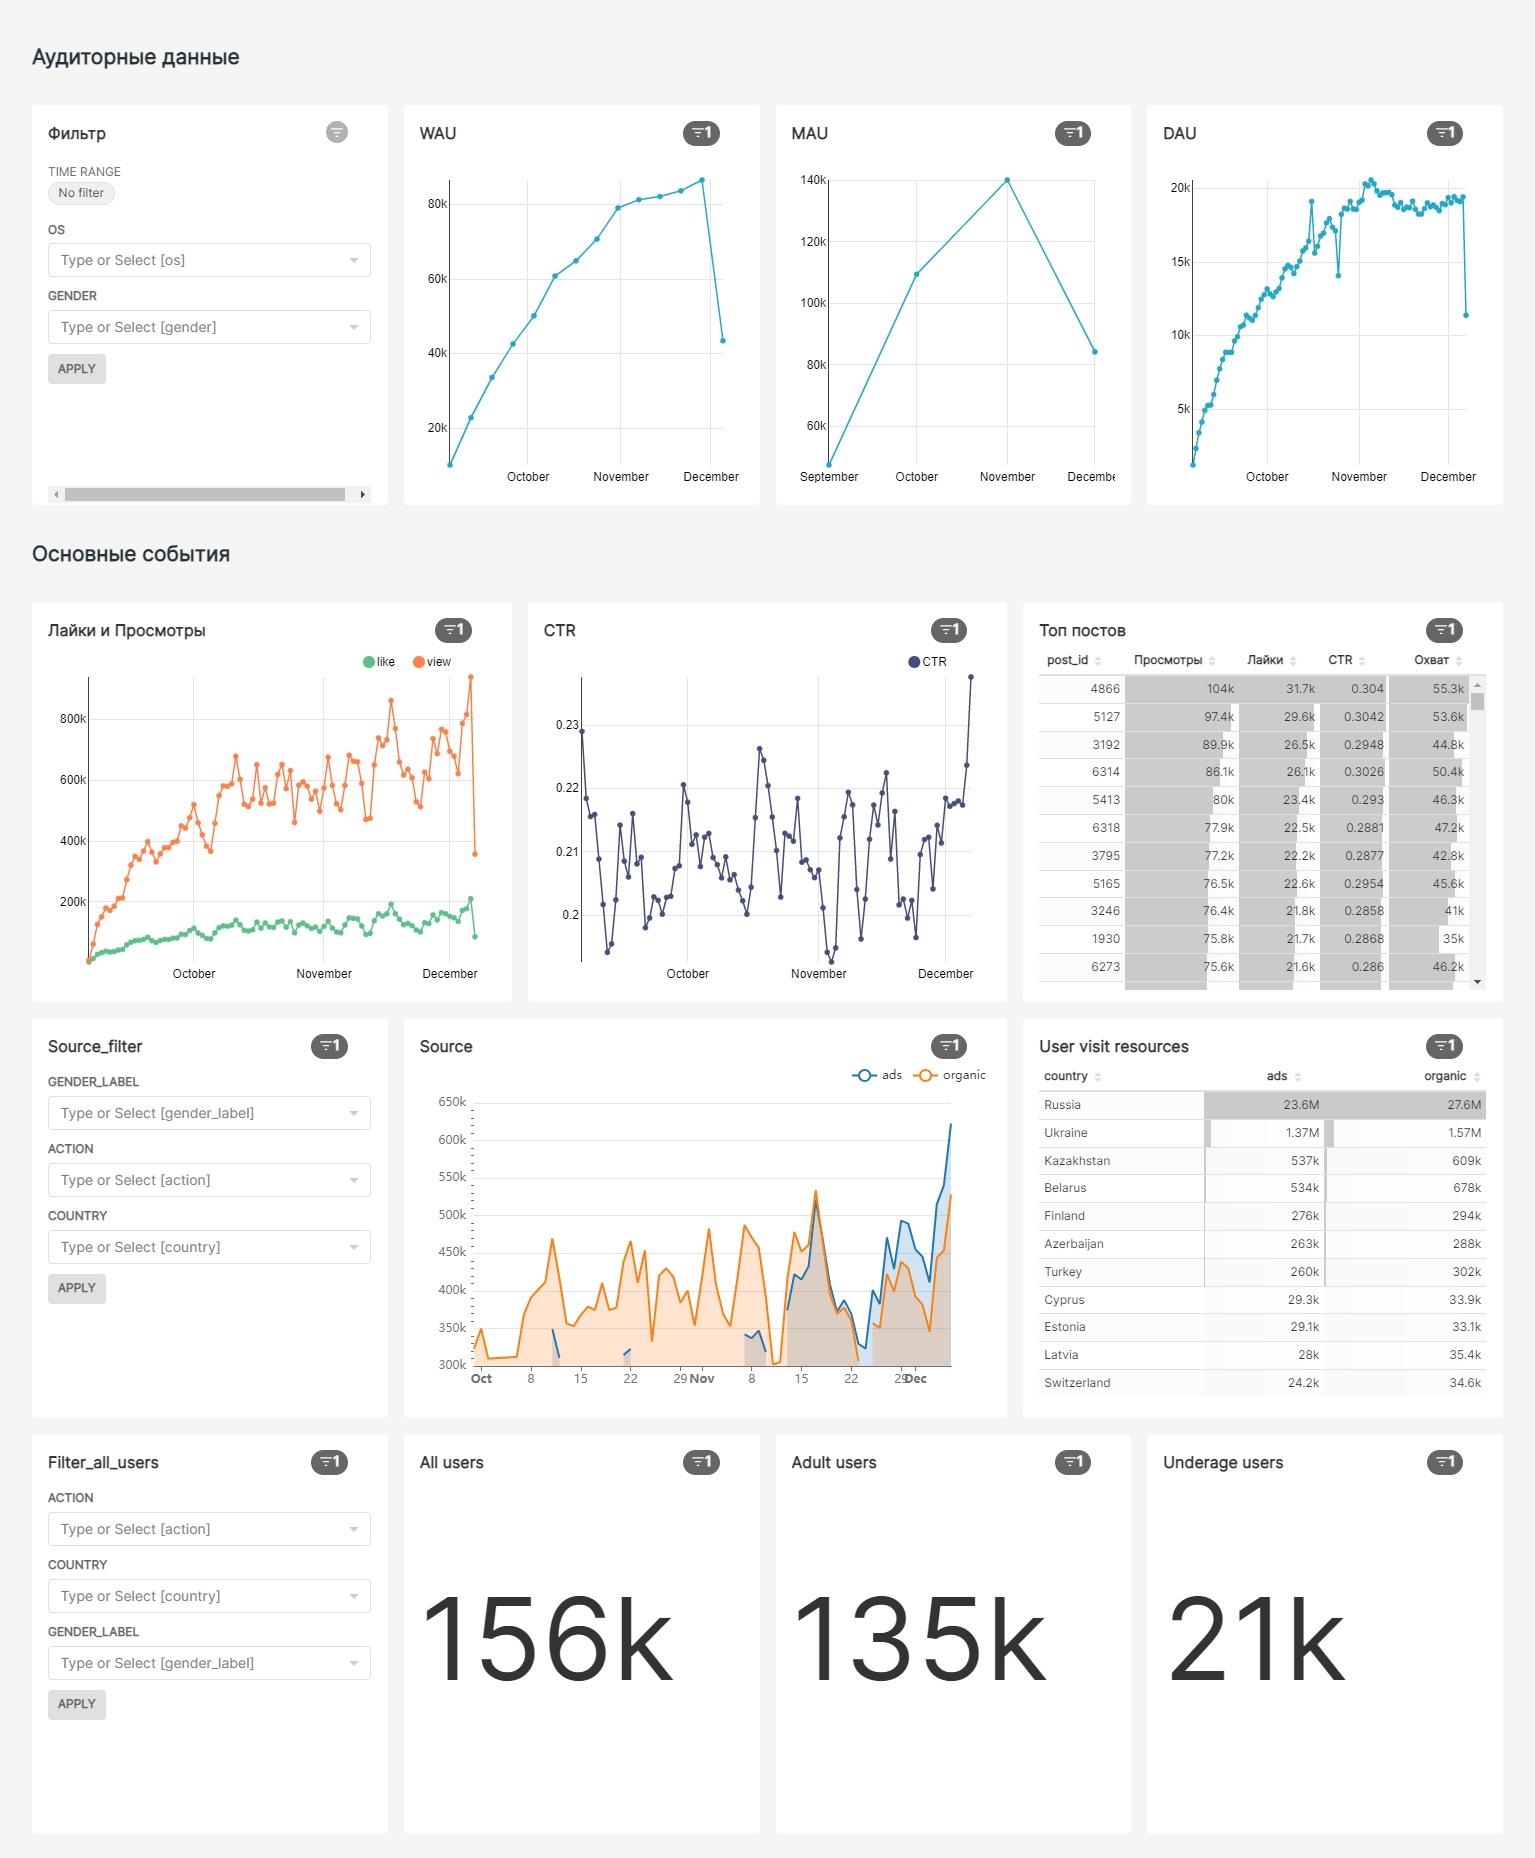 Аудиторные данные
Фильтр
TIME RANGE
No filter
OS
Type or Select [os]
GENDER
Type or Select [gender]
APPLY
WAU
1
80k
60k
40k
20k
October November December
MAU
1
140k
120k
100k
80k
60k
September October November Decembe
DAU
1
20k
15k
10k
5k
October November December
Основные события
Лайки и Просмотры
1
like view
800k
600k
400k
200k
October November December
CTR
1
CTR
0.23
0.22
0.21
0.2
October November December
Топ постов
1
post_id Просмотры Лайки CTR Охват
4866 104k 31.7k 0.304 55.3k
5127 97.4k 29.6k 0.3042 53.6k
3192 89.9k 26.5k 0.2948 44.8k
6314 86.1k 26.1k 0.3026 50.4k
5413 80k 23.4k 0.293 46.3k
6318 77.9k 22.5k 0.2881 47.2k
3795 77.2k 22.2k 0.2877 42.8k
5165 76.5k 22.6k 0.2954 45.6k
3246 76.4k 21.8k 0.2858 41k
1930 75.8k 21.7k 0.2868 35k
6273 75.6k 21.6k 0.286 46.2k
Source_filter
1
GENDER_LABEL
Type or Select [gender_label]
ACTION
Type or Select [action]
COUNTRY
Type or Select [country]
APPLY
Source
1
ads organic
650k
600k
550k
500k
450k
400k
350k
300k
Oct 8 15 22 29 Nov 8 15 22 29 Dec
User visit resources
1
country ads organic
Russia 23.6M 27.6M
Ukraine 1.37M 1.57M
Kazakhstan 537k 609k
Belarus 534k 678k
Finland 276k 294k
Azerbaijan 263k 288k
Turkey 260k 302k
Cyprus 29.3k 33.9k
Estonia 29.1k 33.1k
Latvia 28k 35.4k
Switzerland 24.2k 34.6k
Filter_all_users
1
ACTION
Type or Select [action]
COUNTRY
Type or Select [country]
GENDER_LABEL
Type or Select [gender_label]
APPLY
All users
1
156k
Adult users
1
135k
Underage users
1
21k